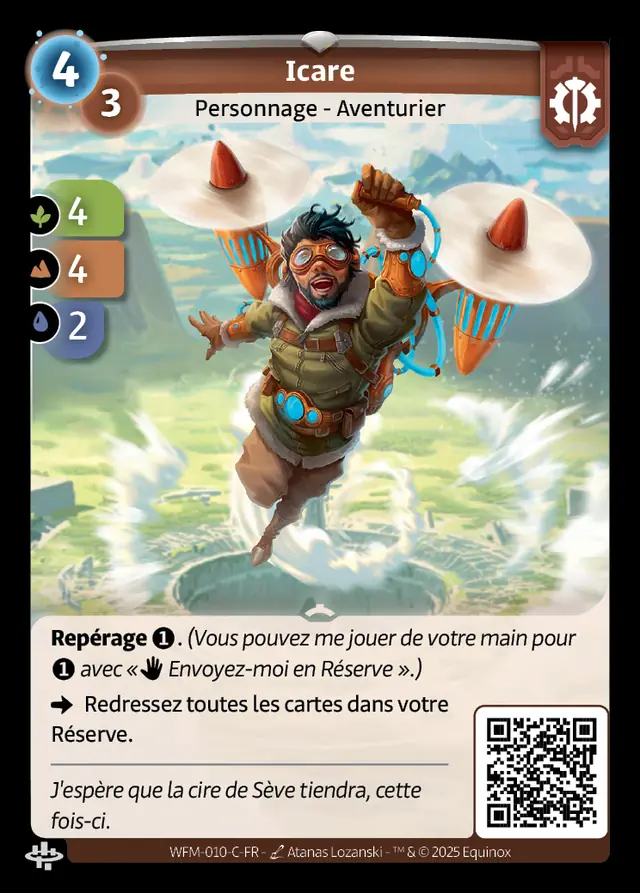 4
Icare
3
Personnage - Aventurier
4
4
2
Repérage 1. (Vous pouvez me jouer de votre main pour
1 avec « Envoyez-moi en Réserve ».)
Redressez toutes les cartes dans votre
Réserve.
J'espère que la cire de Sève tiendra, cette
fois-ci.
WFM-010-C-FR - Atanas Lozanski - ™ & © 2025 Equinox